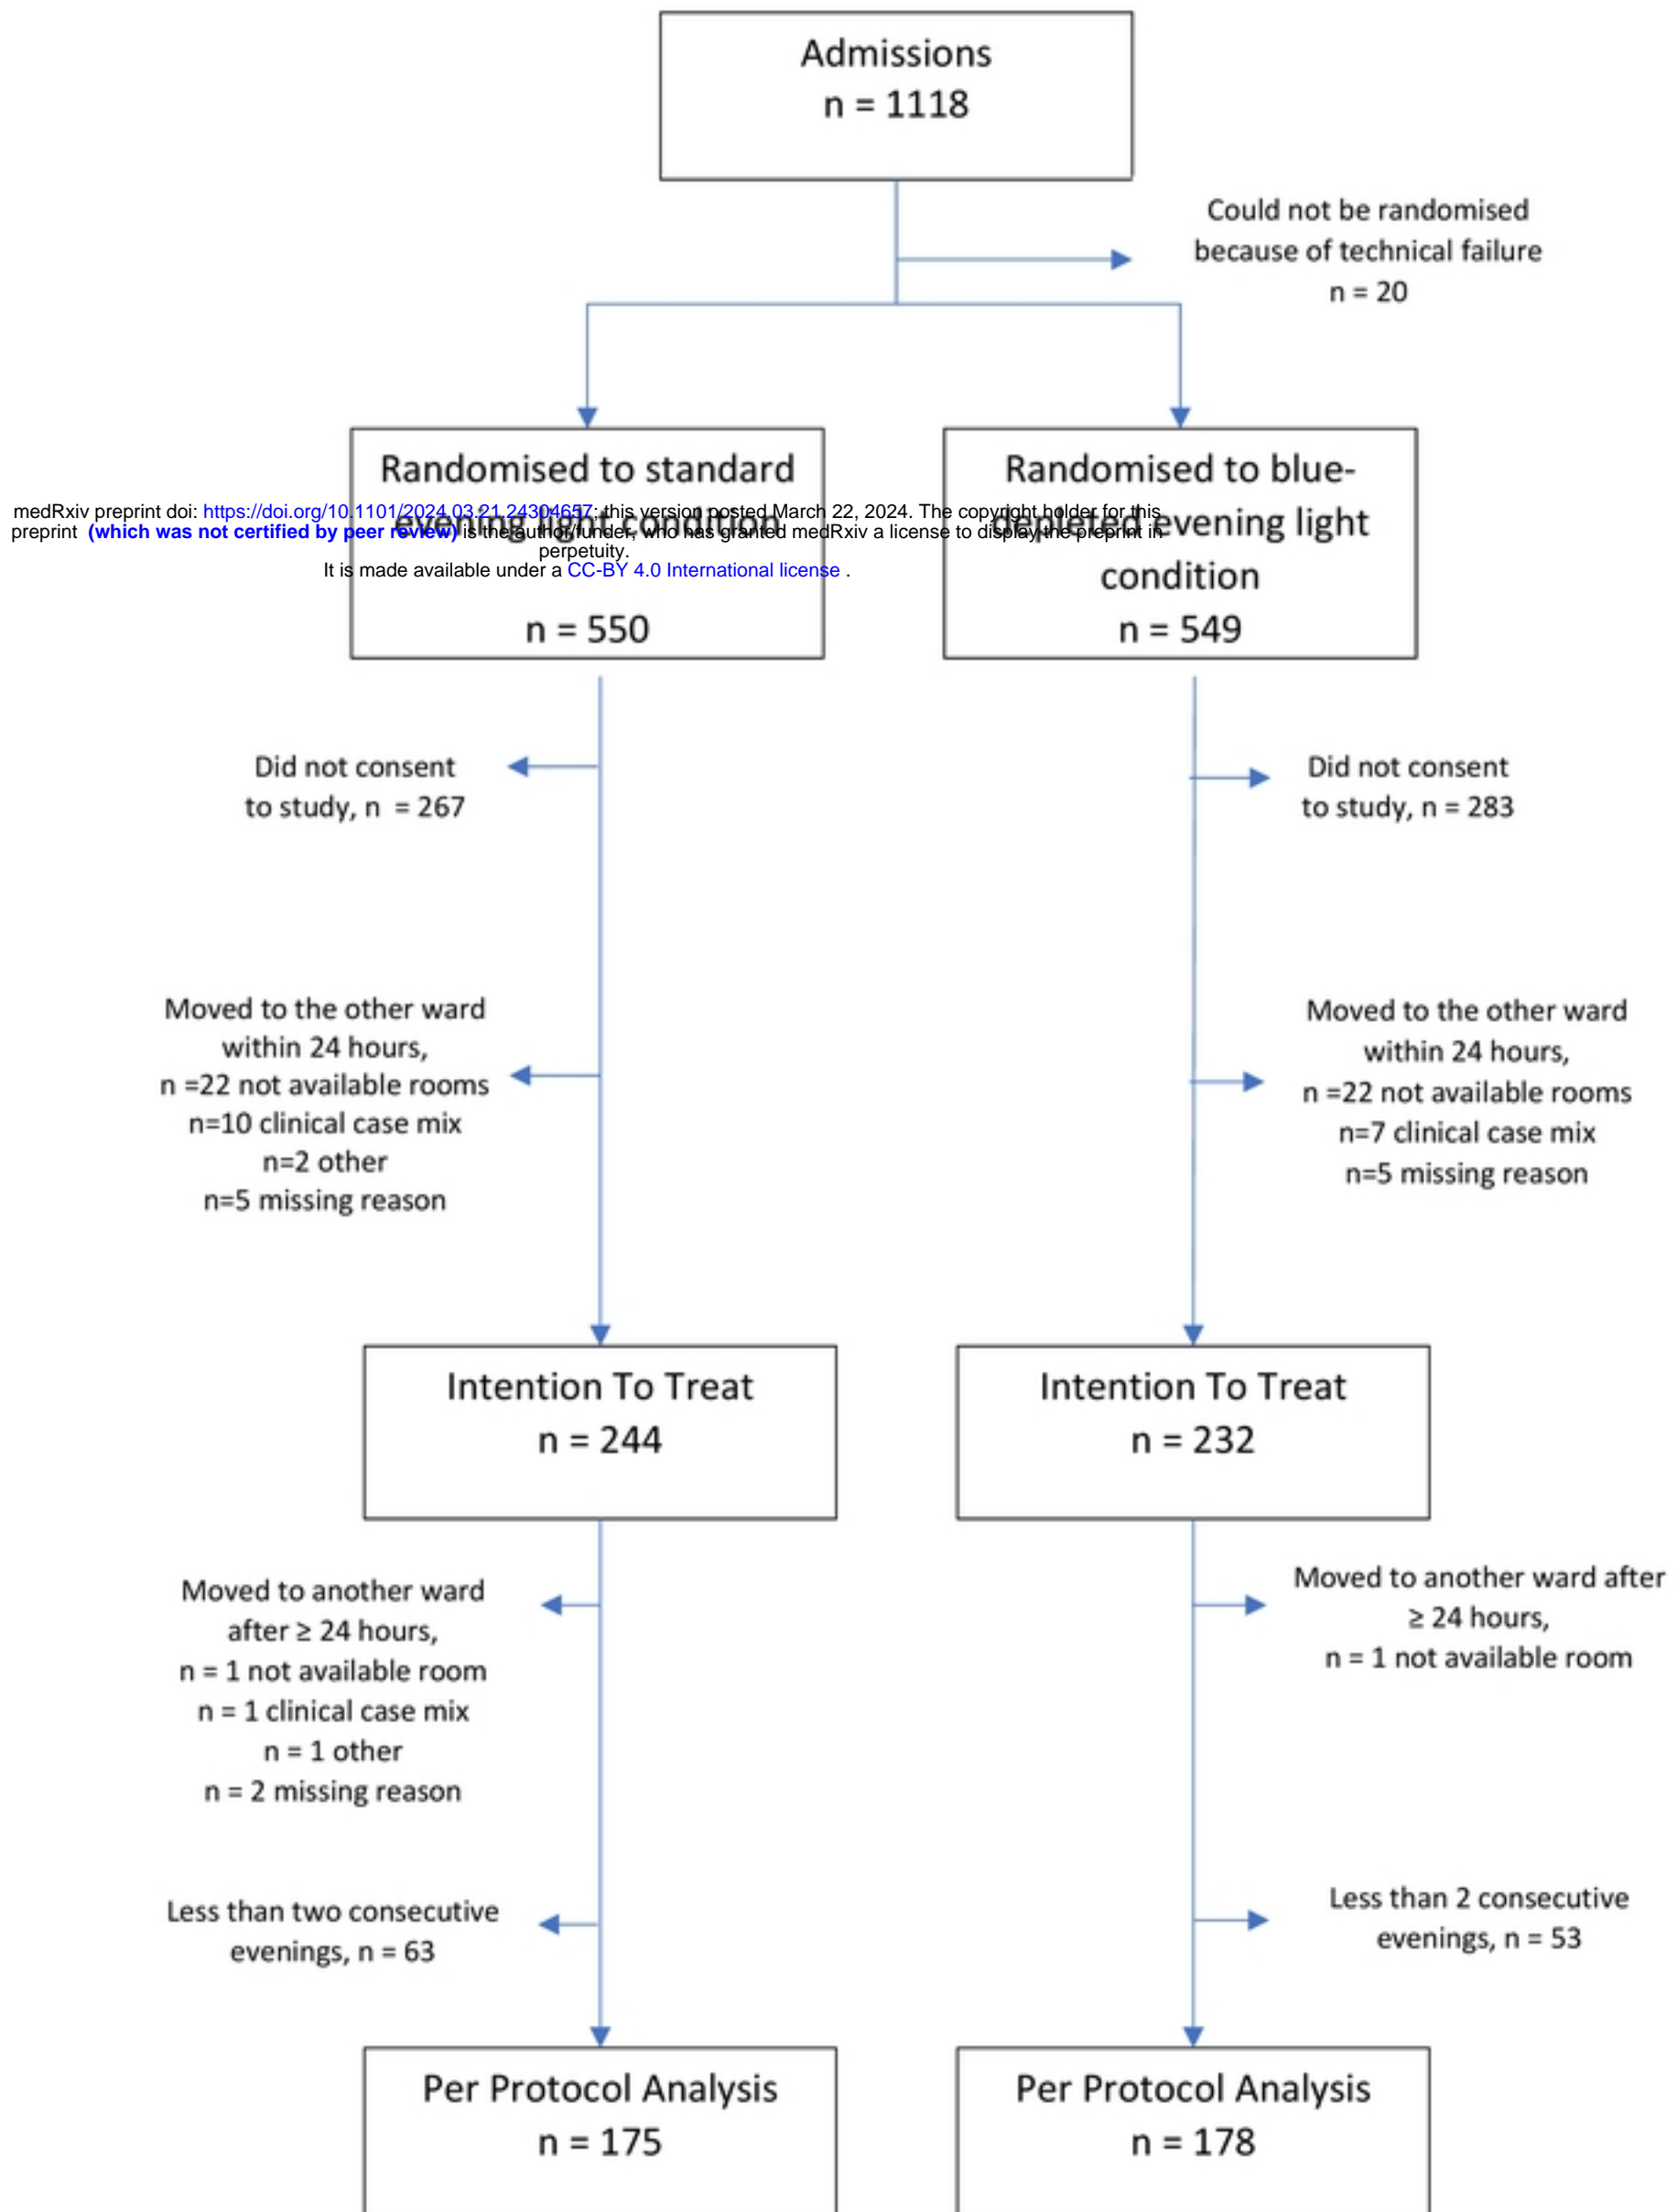 Admissions
n = 1118
Could not be randomised
because of technical failure
n = 20
Randomised to standard
evening light condition
n = 550
Randomised to blue-
depleted evening light
condition
n = 549
medRxiv preprint doi: https://doi.org/10.1101/2024.03.21.24304657; this version posted March 22, 2024. The copyright holder for this
preprint (which was not certified by peer review) is the author/funder, who has granted medRxiv a license to display the preprint in
perpetuity.
It is made available under a CC-BY 4.0 International license .
Did not consent
to study, n = 267
Did not consent
to study, n = 283
Moved to the other ward
within 24 hours,
n =22 not available rooms
n=10 clinical case mix
n=2 other
n=5 missing reason
Moved to the other ward
within 24 hours,
n =22 not available rooms
n=7 clinical case mix
n=5 missing reason
Intention To Treat
n = 244
Intention To Treat
n = 232
Moved to another ward
after ≥ 24 hours,
n = 1 not available room
n = 1 clinical case mix
n = 1 other
n = 2 missing reason
Moved to another ward after
≥ 24 hours,
n = 1 not available room
Less than two consecutive
evenings, n = 63
Less than 2 consecutive
evenings, n = 53
Per Protocol Analysis
n = 175
Per Protocol Analysis
n = 178